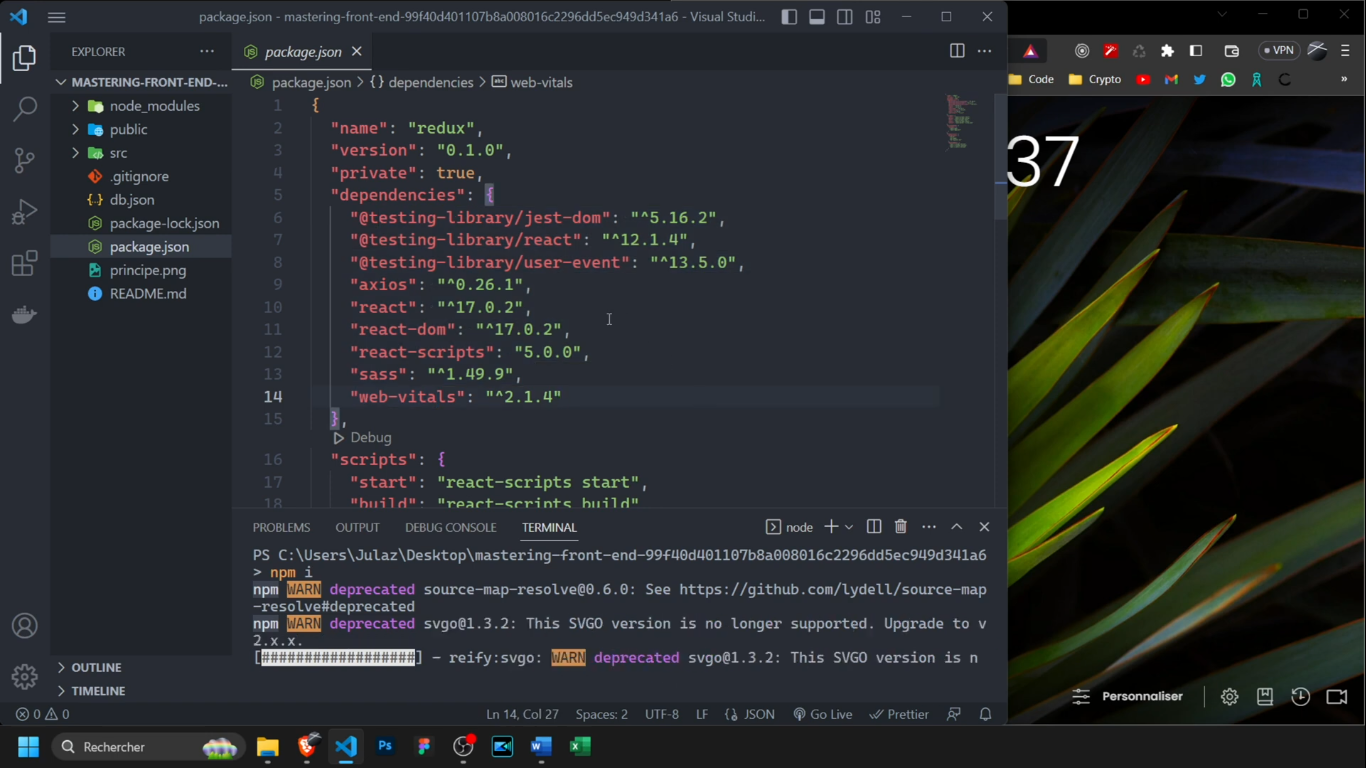 package.json - mastering-front-end-99f40d401107b8a008016c2296dd5ec949d341a6 - Visual Studi...
EXPLORER
MASTERING-FRONT-END-...
node_modules
public
src
.gitignore
db.json
package-lock.json
package.json
principe.png
README.md
OUTLINE
TIMELINE
package.json
package.json > {} dependencies > web-vitals
1 {
2 "name": "redux",
3 "version": "0.1.0",
4 "private": true,
5 "dependencies": {
6 "@testing-library/jest-dom": "^5.16.2",
7 "@testing-library/react": "^12.1.4",
8 "@testing-library/user-event": "^13.5.0",
9 "axios": "^0.26.1",
10 "react": "^17.0.2",
11 "react-dom": "^17.0.2",
12 "react-scripts": "5.0.0",
13 "sass": "^1.49.9",
14 "web-vitals": "^2.1.4"
15 },
Debug
16 "scripts": {
17 "start": "react-scripts start",
18 "build": "react-scripts build"
PROBLEMS OUTPUT DEBUG CONSOLE TERMINAL node
PS C:\Users\Julaz\Desktop\mastering-front-end-99f40d401107b8a008016c2296dd5ec949d341a6
> npm i
npm WARN deprecated source-map-resolve@0.6.0: See https://github.com/lydell/source-map
-resolve#deprecated
npm WARN deprecated svgo@1.3.2: This SVGO version is no longer supported. Upgrade to v
2.x.x.
[##################] - reify:svgo: WARN deprecated svgo@1.3.2: This SVGO version is n
0 0 Ln 14, Col 27 Spaces: 2 UTF-8 LF {} JSON Go Live Prettier
VPN
Code Crypto »
37
Personnaliser
Rechercher Ps